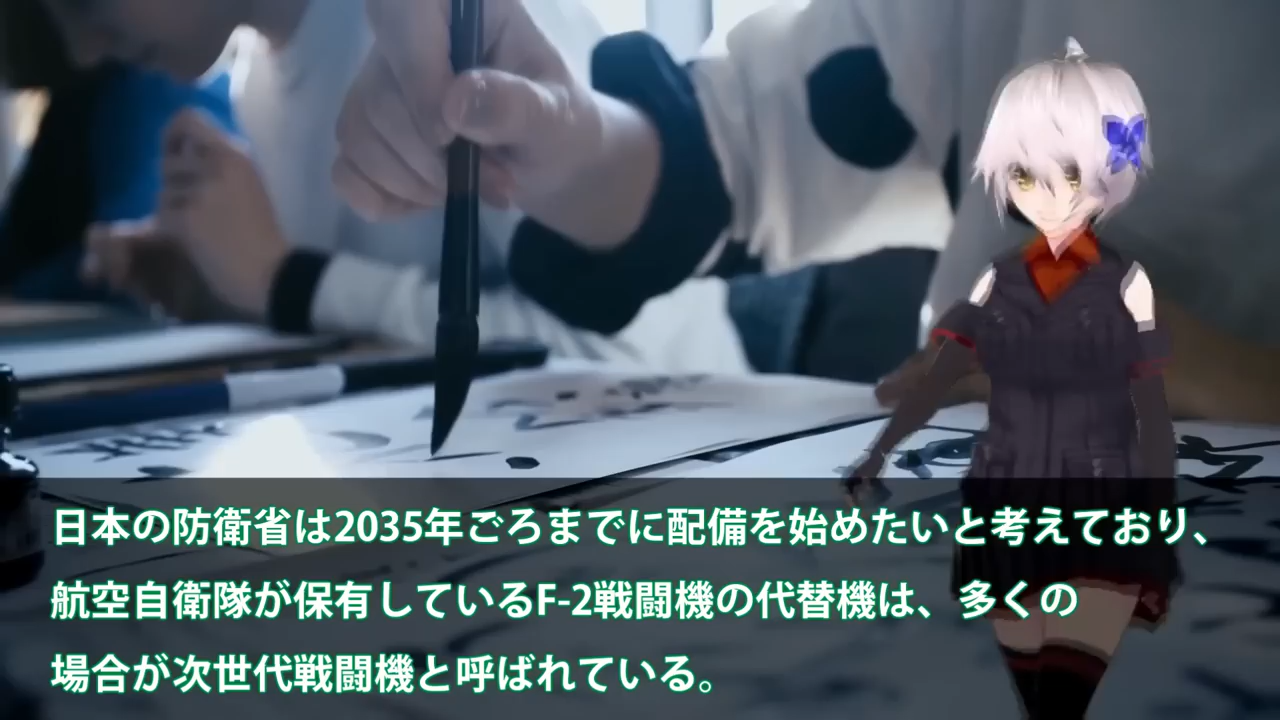 日本の防衛省は2035年ごろまでに配備を始めたいと考えており、
航空自衛隊が保有しているF-2戦闘機の代替機は、多くの
場合が次世代戦闘機と呼ばれている。